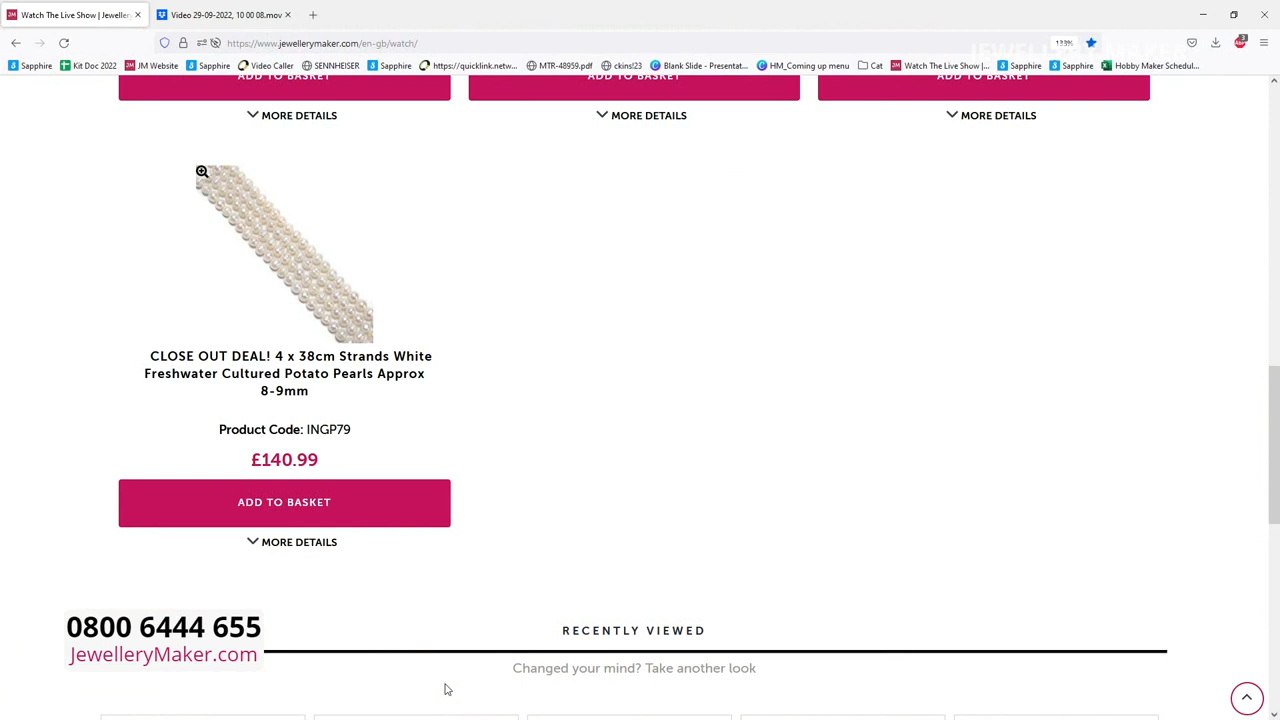 Watch The Live Show | Jeweller
Video 29-09-2022, 10 00 08.mov
https://www.jewellerymaker.com/en-gb/watch/
133%
JEWELLERYMAKER
Sapphire
Kit Doc 2022
JM Website
Sapphire
Video Caller
SENNHEISER
Sapphire
https://quicklink.netw...
MTR-48959.pdf
ckins!23
Blank Slide - Presentat...
HM_Coming up menu
Cat
Watch The Live Show |...
Sapphire
Sapphire
Hobby Maker Schedul...
ADD TO BASKET
ADD TO BASKET
ADD TO BASKET
MORE DETAILS
MORE DETAILS
MORE DETAILS
CLOSE OUT DEAL! 4 x 38cm Strands White
Freshwater Cultured Potato Pearls Approx
8-9mm
Product Code: INGP79
£140.99
ADD TO BASKET
MORE DETAILS
0800 6444 655
JewelleryMaker.com
RECENTLY VIEWED
Changed your mind? Take another look